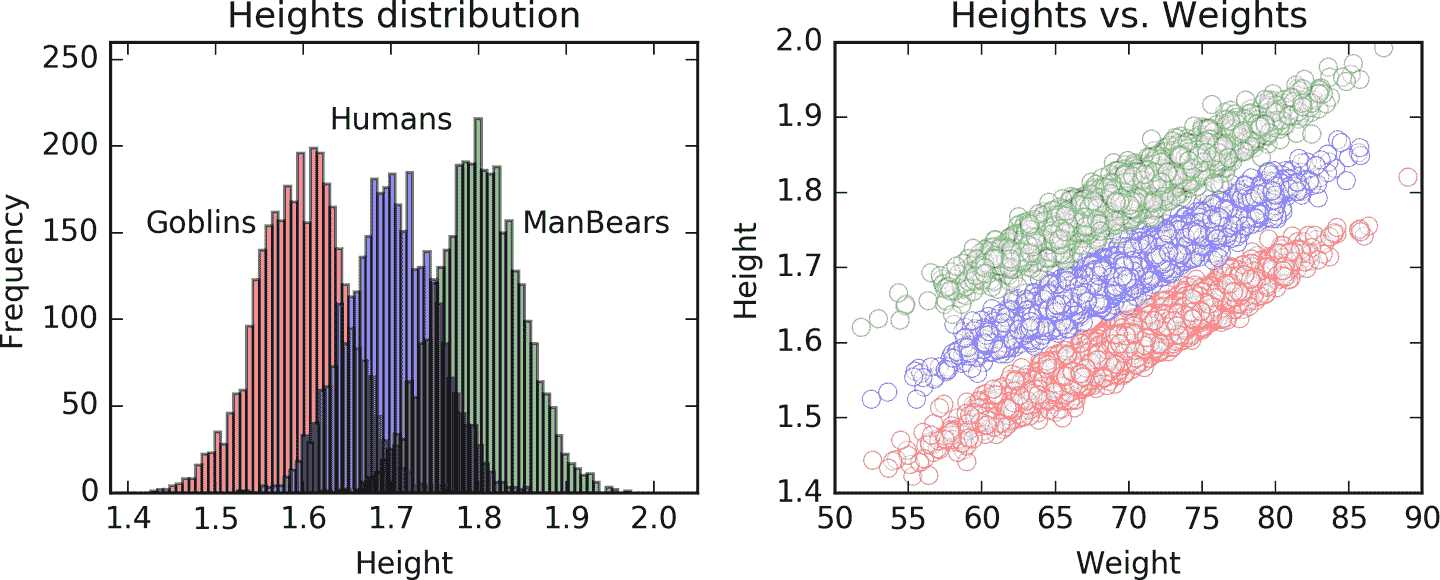 Heights distribution
250
200
150
100
50
0
Frequency
Humans
Goblins
ManBears
1.4 1.5 1.6 1.7 1.8 1.9 2.0
Height
Heights vs. Weights
2.0
1.9
1.8
1.7
1.6
1.5
1.4
Height
50 55 60 65 70 75 80 85 90
Weight